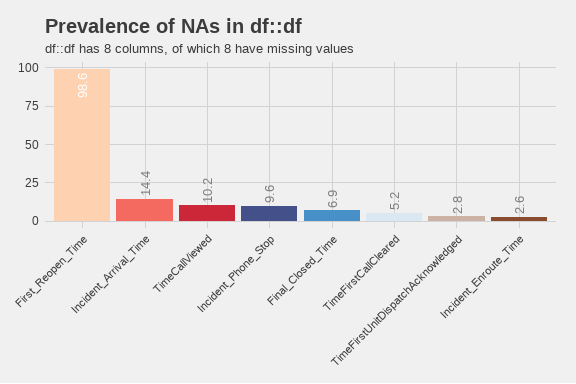 Prevalence of NAs in df::df
df::df has 8 columns, of which 8 have missing values
100
75
50
25
0
98.6
14.4
10.2
9.6
6.9
5.2
2.8
2.6
First_Reopen_Time
Incident_Arrival_Time
TimeCallViewed
Incident_Phone_Stop
Final_Closed_Time
TimeFirstCallCleared
TimeFirstUnitDispatchAcknowledged
Incident_Enroute_Time